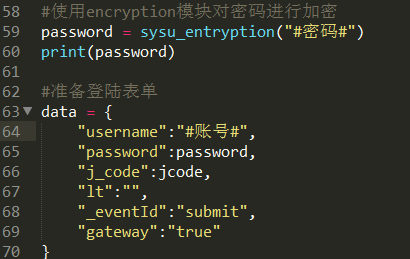 58 #使用encryption模块对密码进行加密
59 password = sysu_entryption("#密码#")
60 print(password)
61
62 #准备登陆表单
63 data = {
64 "username":"#账号#",
65 "password":password,
66 "j_code":jcode,
67 "lt":"",
68 "_eventId":"submit",
69 "gateway":"true"
70 }